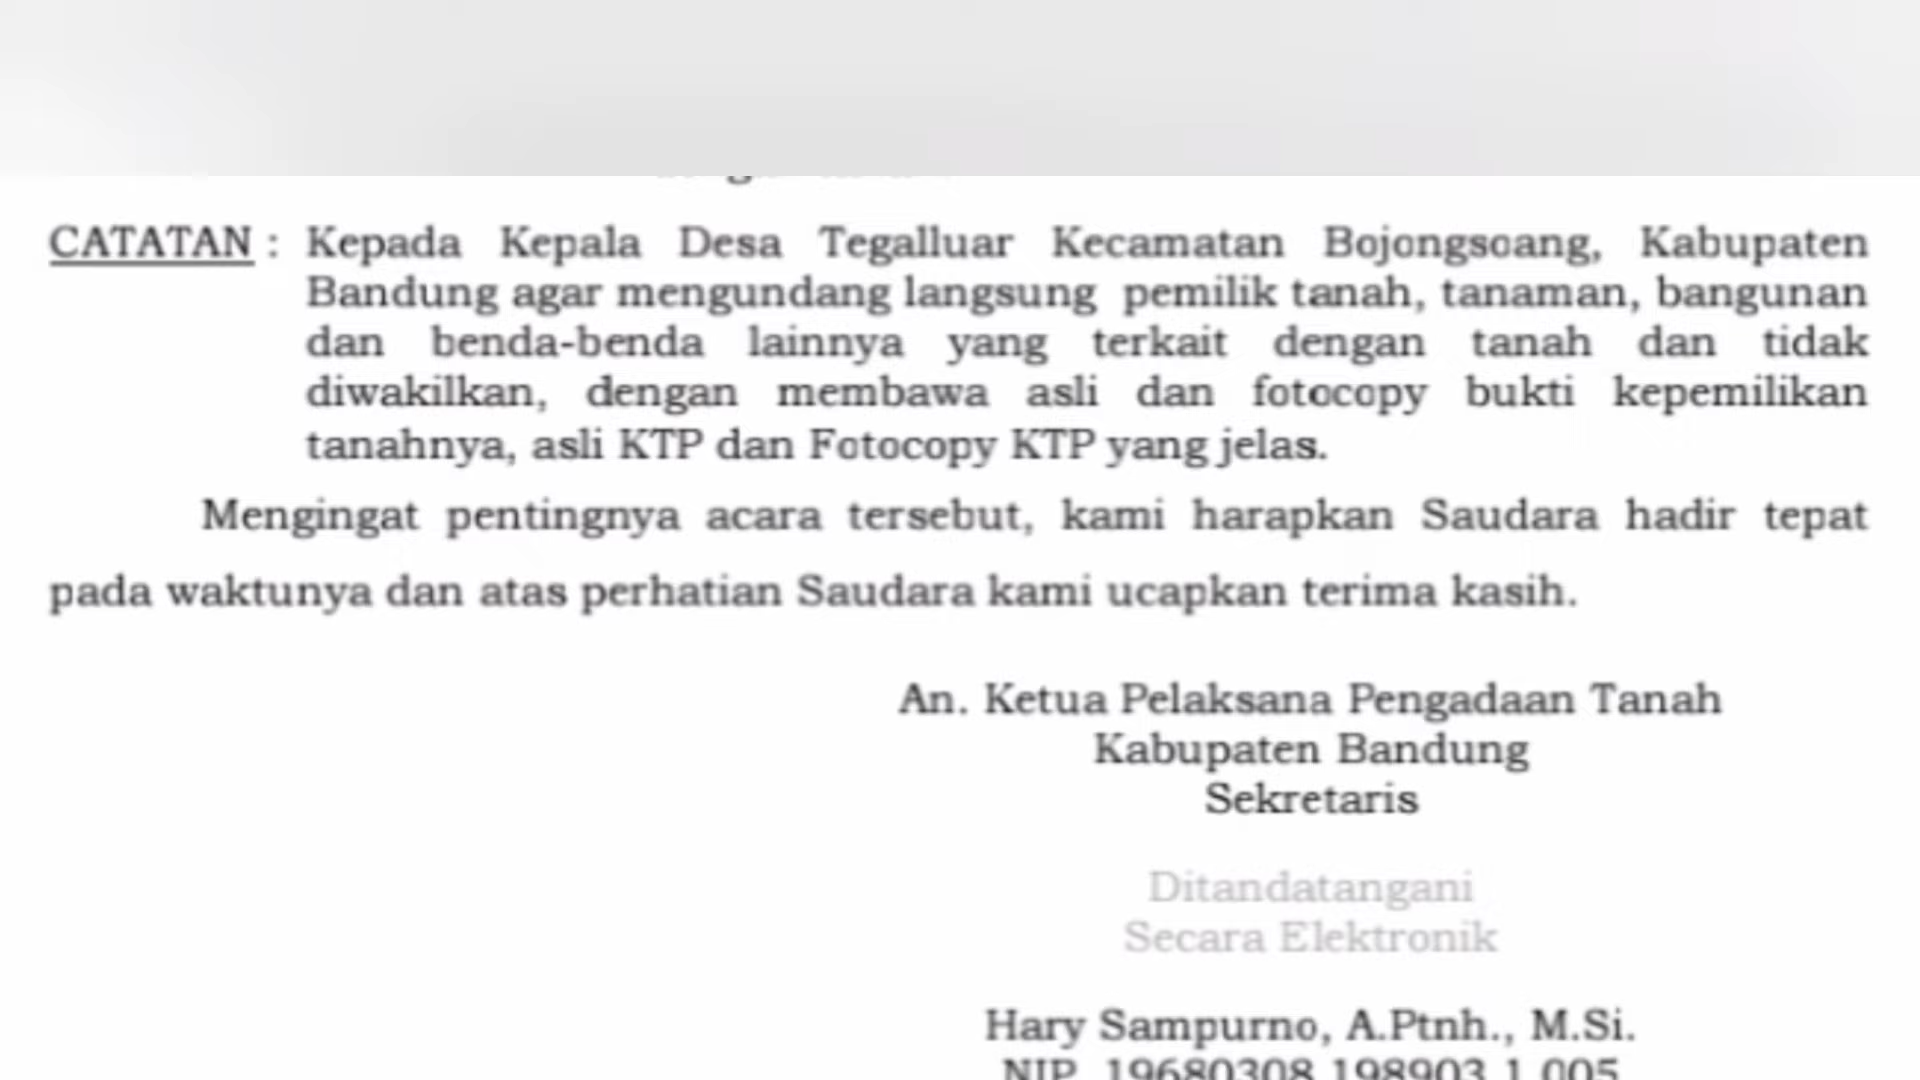 CATATAN : Kepada Kepala Desa Tegalluar Kecamatan Bojongsoang, Kabupaten
Bandung agar mengundang langsung pemilik tanah, tanaman, bangunan
dan benda-benda lainnya yang terkait dengan tanah dan tidak
diwakilkan, dengan membawa asli dan fotocopy bukti kepemilikan
tanahnya, asli KTP dan Fotocopy KTP yang jelas.
Mengingat pentingnya acara tersebut, kami harapkan Saudara hadir tepat
pada waktunya dan atas perhatian Saudara kami ucapkan terima kasih.
An. Ketua Pelaksana Pengadaan Tanah
Kabupaten Bandung
Sekretaris
Ditandatangani
Secara Elektronik
Hary Sampurno, A.Ptnh., M.Si.
NIP. 19680308 198903 1 005